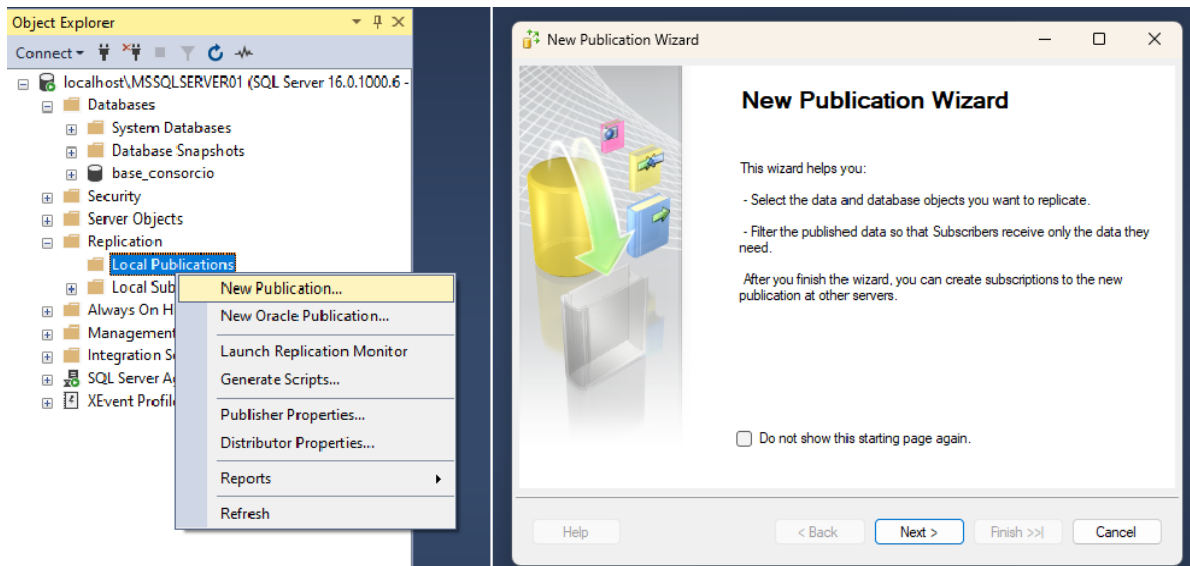 Object Explorer
Connect
localhost\MSSQLSERVER01 (SQL Server 16.0.1000.6 -
Databases
System Databases
Database Snapshots
base_consorcio
Security
Server Objects
Replication
Local Publications
Local Sub
Always On H
Management
Integration Se
SQL Server Ag
XEvent Profile
New Publication...
New Oracle Publication...
Launch Replication Monitor
Generate Scripts...
Publisher Properties...
Distributor Properties...
Reports
Refresh
New Publication Wizard
New Publication Wizard
This wizard helps you:
- Select the data and database objects you want to replicate.
- Filter the published data so that Subscribers receive only the data they
need.
After you finish the wizard, you can create subscriptions to the new
publication at other servers.
Do not show this starting page again.
Help
< Back
Next >
Finish >>|
Cancel